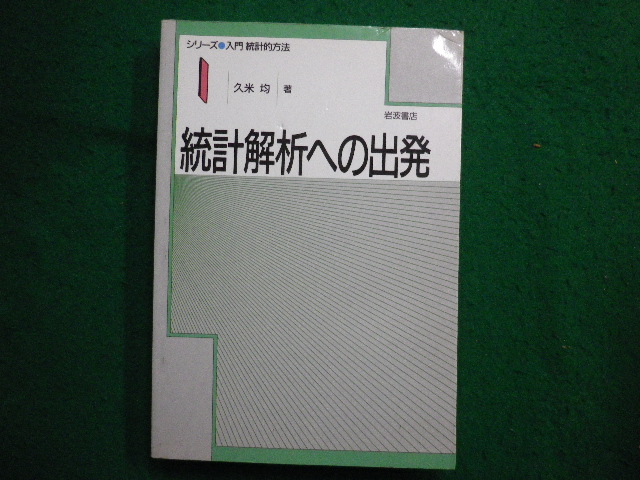 シリーズ●入門 統計的方法
1
久米 均 著
岩波書店
統計解析への出発